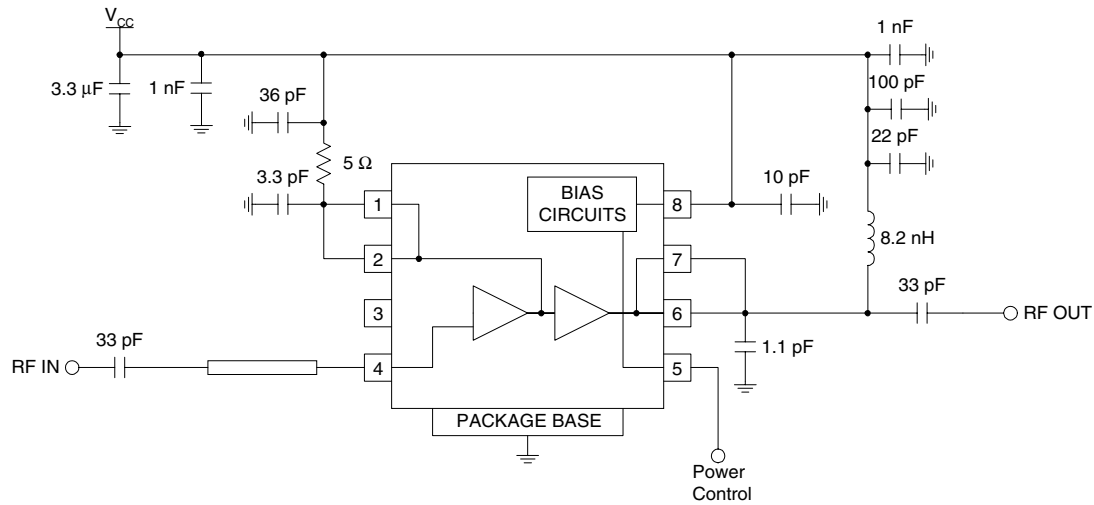 V_CC
3.3 μF
1 nF
36 pF
5 Ω
3.3 pF
1 nF
100 pF
22 pF
10 pF
8.2 nH
33 pF
RF OUT
1.1 pF
BIAS
CIRCUITS
1
2
3
4
8
7
6
5
33 pF
RF IN
PACKAGE BASE
Power
Control